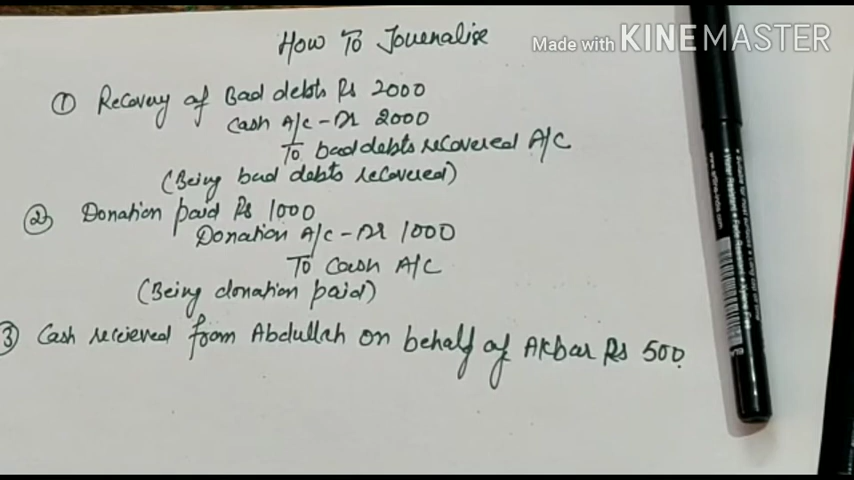 How To Journalise
Made with KINEMASTER
① Recovery of Bad debts Rs 2000
Cash A/c - Dr 2000
To bad debts recovered A/C
(Being bad debts recovered)
② Donation paid Rs 1000
Donation A/c - Dr 1000
To Cash A/C
(Being donation paid)
③ Cash recieved from Abdullah on behalf of Akbar Rs 500.